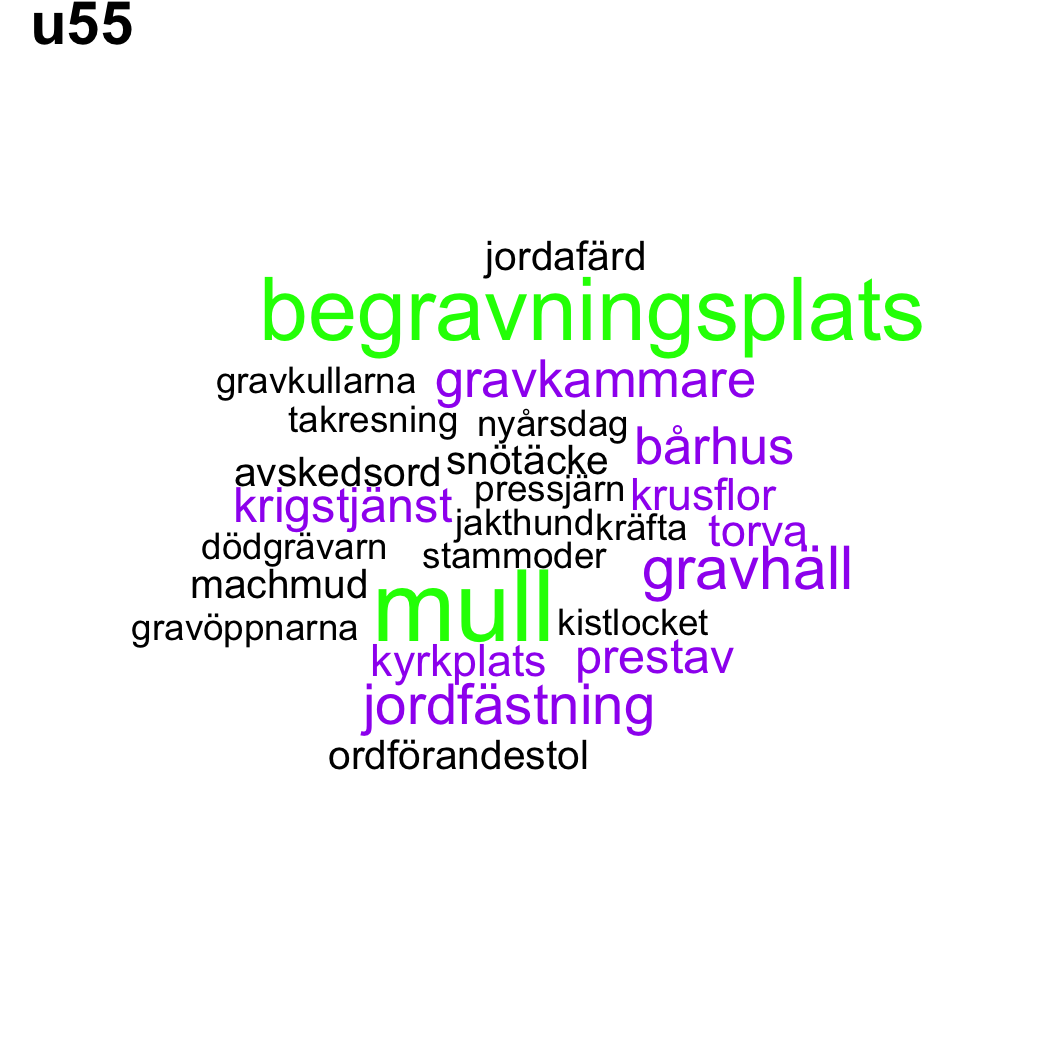 u55
jordafärd
begravningsplats
gravkullarna gravkammare
takresning nyårsdag
bårhus
avskedsord snötäcke
krigstjänst pressjärn krusflor
jakthund kräfta torva
dödgrävarn stammoder gravhäll
machmud mull
gravöppnarna kistlocket
kyrkplats prestav
jordfästning
ordförandestol